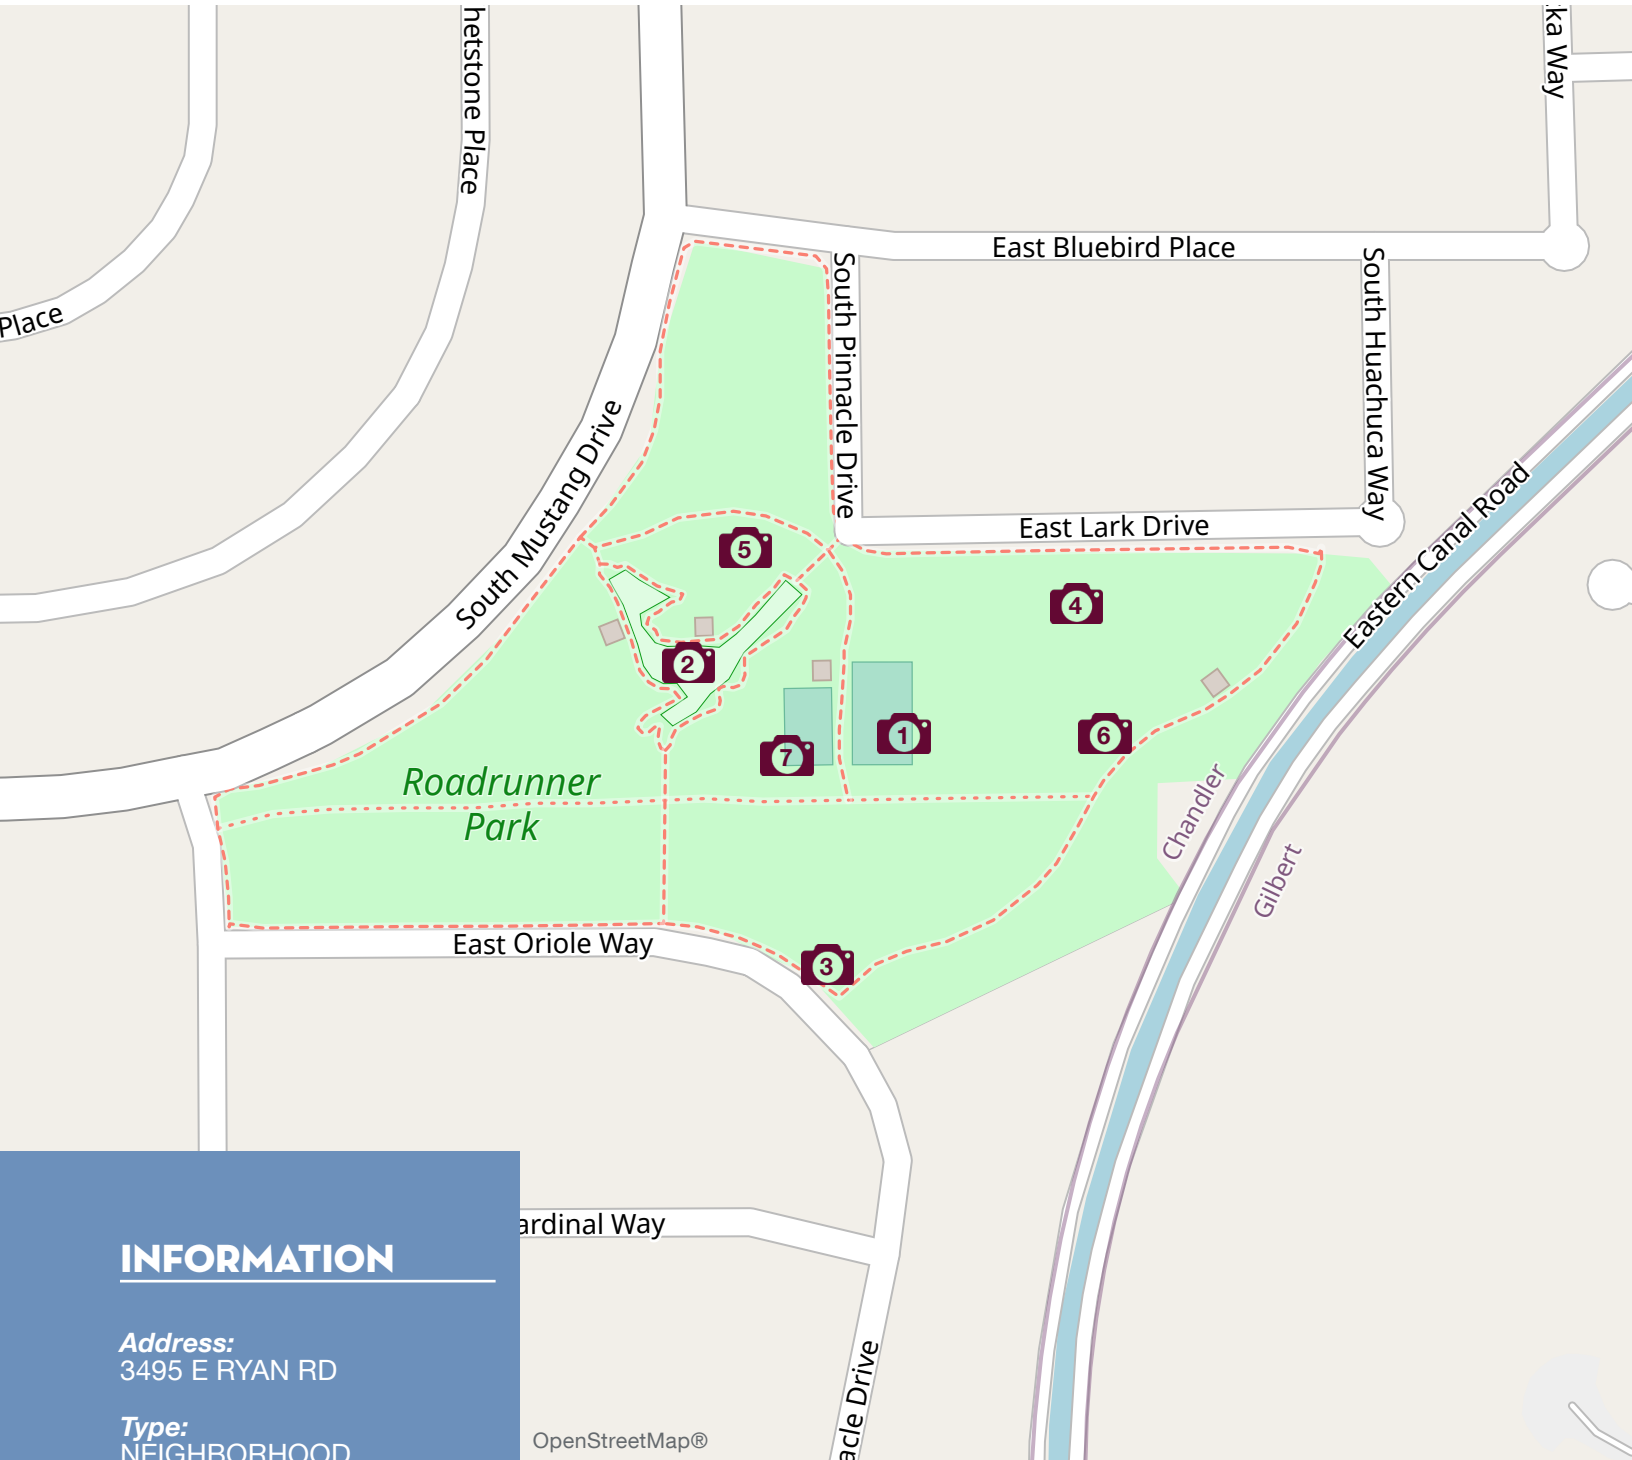 hetstone Place
ka Way
East Bluebird Place
South Pinnacle Drive
South Huachuca Way
Place
South Mustang Drive
East Lark Drive
Eastern Canal Road
5
4
2
1
6
7
Roadrunner
Park
Chandler
Gilbert
East Oriole Way
3
ardinal Way
acle Drive
INFORMATION
Address:
3495 E RYAN RD
Type:
NEIGHBORHOOD
OpenStreetMap®